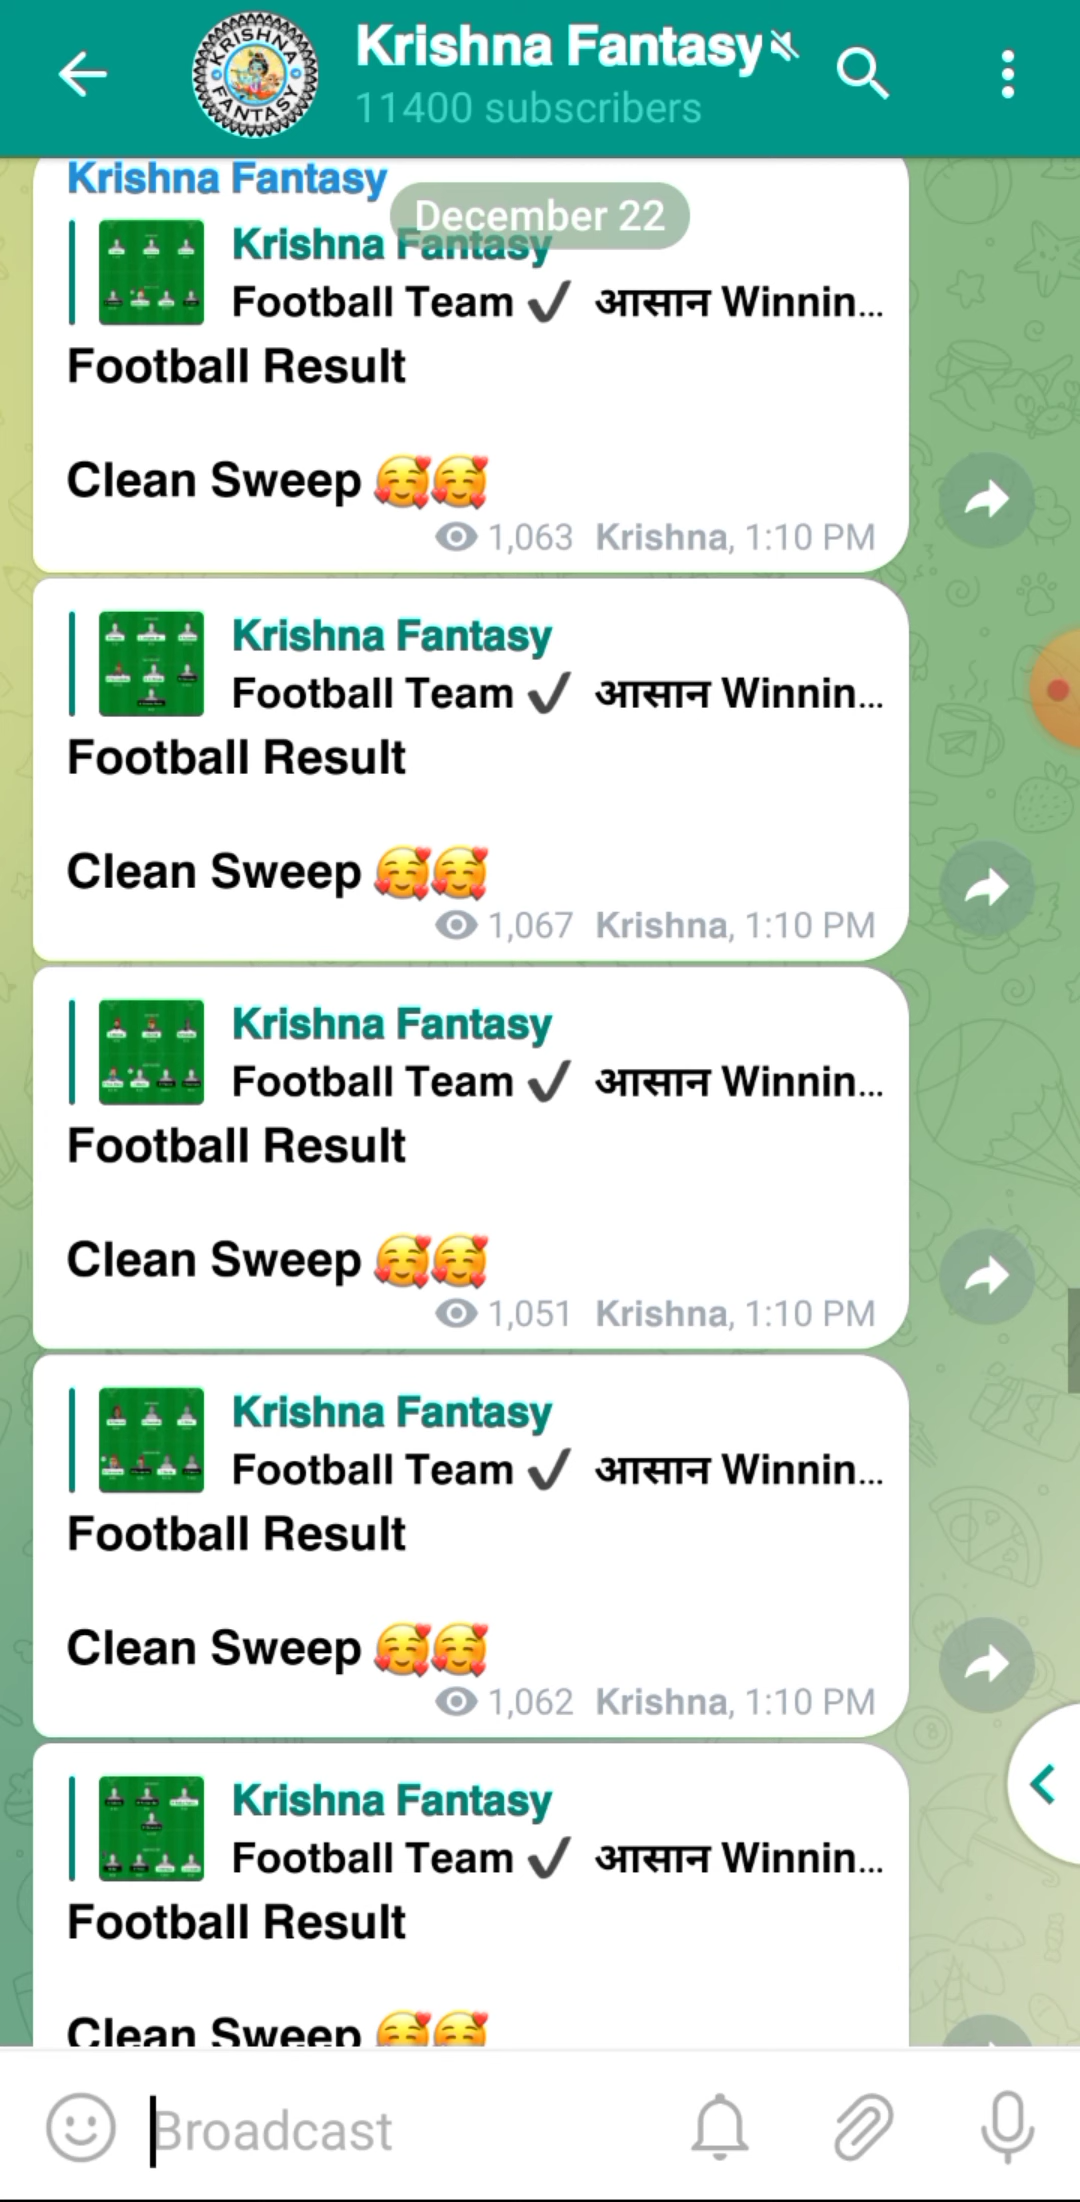 KRISHNA FANTASY
Krishna Fantasy
11400 subscribers
December 22
Krishna Fantasy
Krishna Fantasy
Football Team ✔ आसान Winnin...
Football Result
Clean Sweep 🥰🥰
1,063 Krishna, 1:10 PM
Krishna Fantasy
Football Team ✔ आसान Winnin...
Football Result
Clean Sweep 🥰🥰
1,067 Krishna, 1:10 PM
Krishna Fantasy
Football Team ✔ आसान Winnin...
Football Result
Clean Sweep 🥰🥰
1,051 Krishna, 1:10 PM
Krishna Fantasy
Football Team ✔ आसान Winnin...
Football Result
Clean Sweep 🥰🥰
1,062 Krishna, 1:10 PM
Krishna Fantasy
Football Team ✔ आसान Winnin...
Football Result
Clean Sweep 🥰🥰
Broadcast